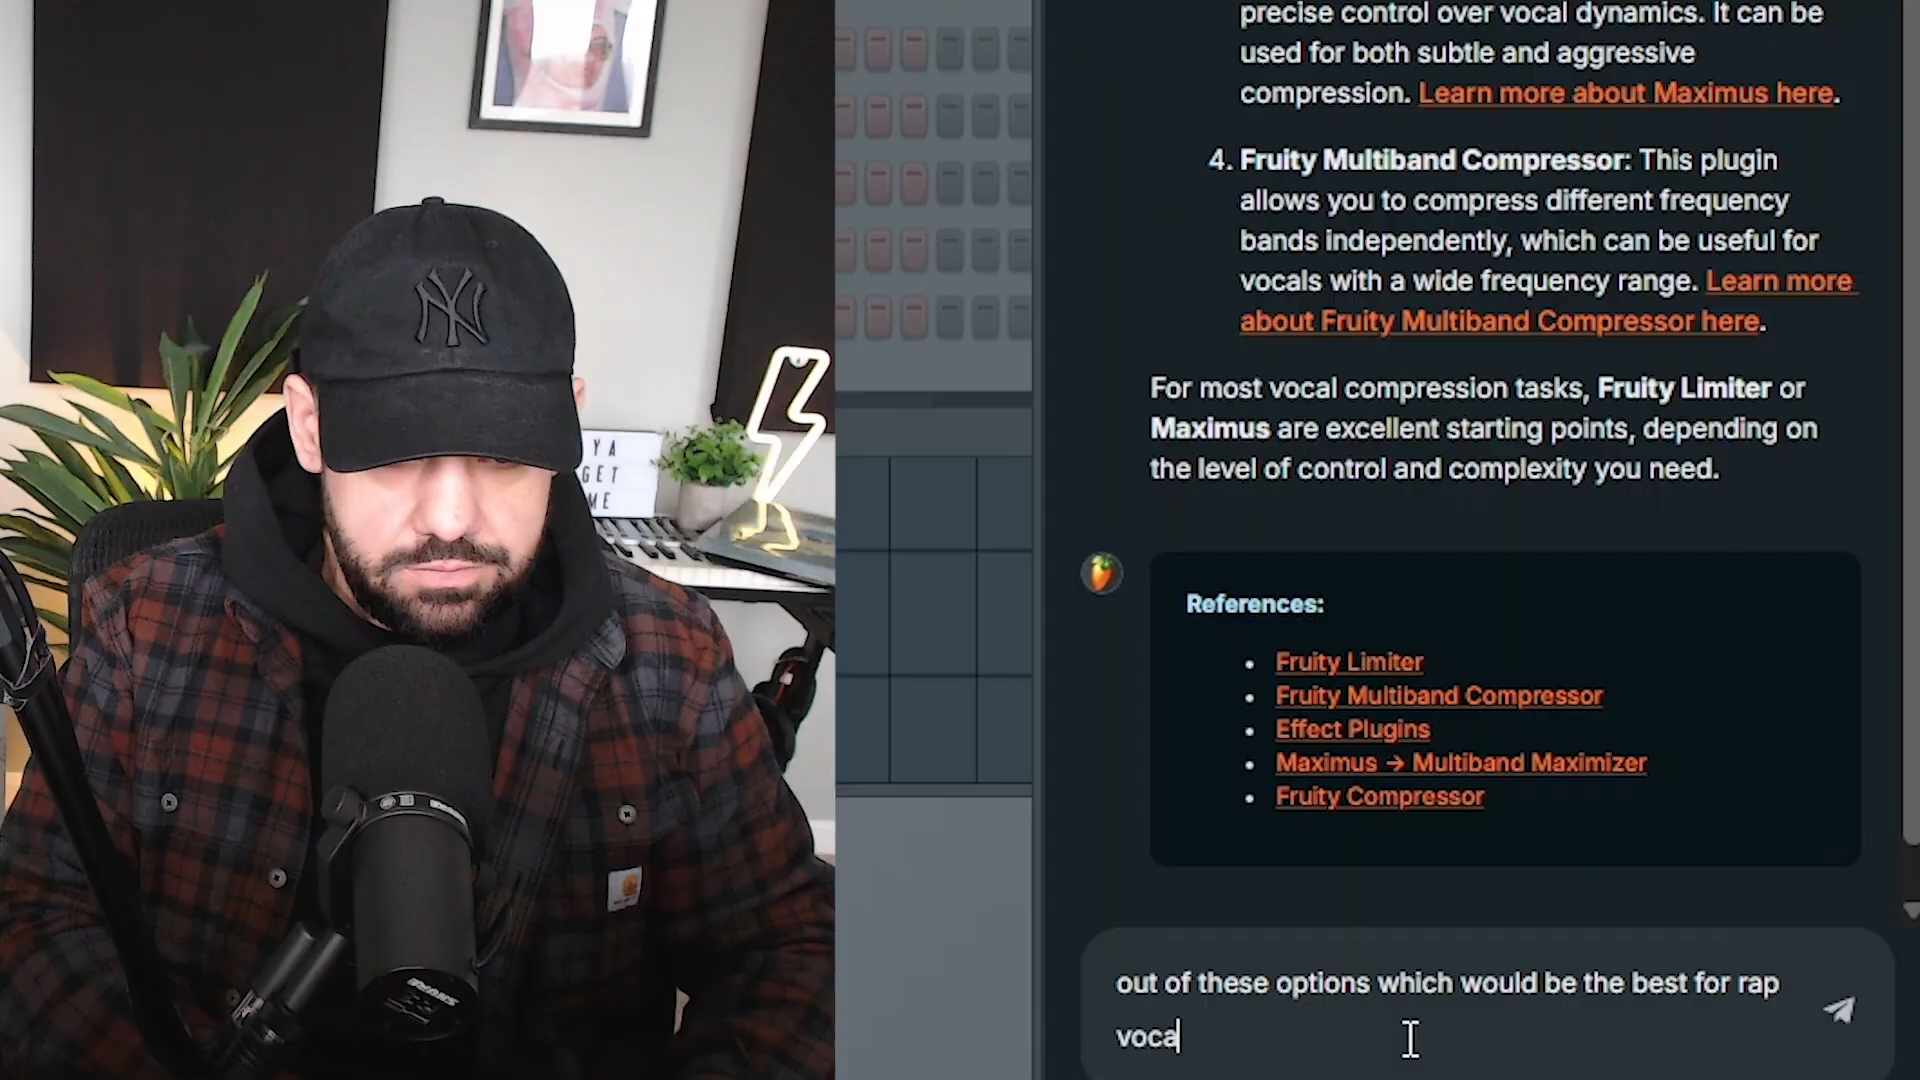 precise control over vocal dynamics. It can be
used for both subtle and aggressive
compression. Learn more about Maximus here.
4. Fruity Multiband Compressor: This plugin
allows you to compress different frequency
bands independently, which can be useful for
vocals with a wide frequency range. Learn more
about Fruity Multiband Compressor here.
For most vocal compression tasks, Fruity Limiter or
Maximus are excellent starting points, depending on
the level of control and complexity you need.
References:
• Fruity Limiter
• Fruity Multiband Compressor
• Effect Plugins
• Maximus → Multiband Maximizer
• Fruity Compressor
out of these options which would be the best for rap
voca
NY
YA
GET
ME
SHURE